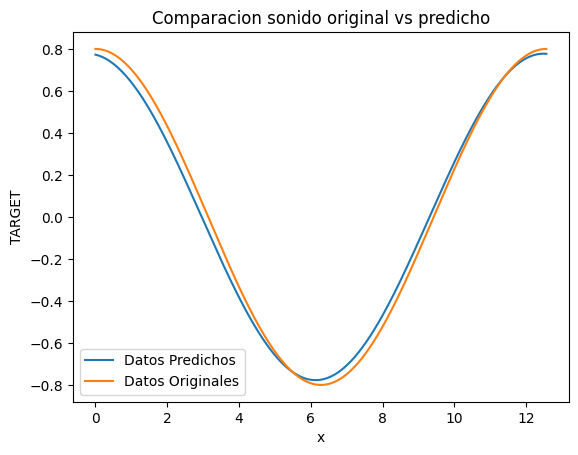 Comparacion sonido original vs predicho
TARGET
0.8
0.6
0.4
0.2
0.0
−0.2
−0.4
−0.6
−0.8
Datos Predichos
Datos Originales
0 2 4 6 8 10 12
x